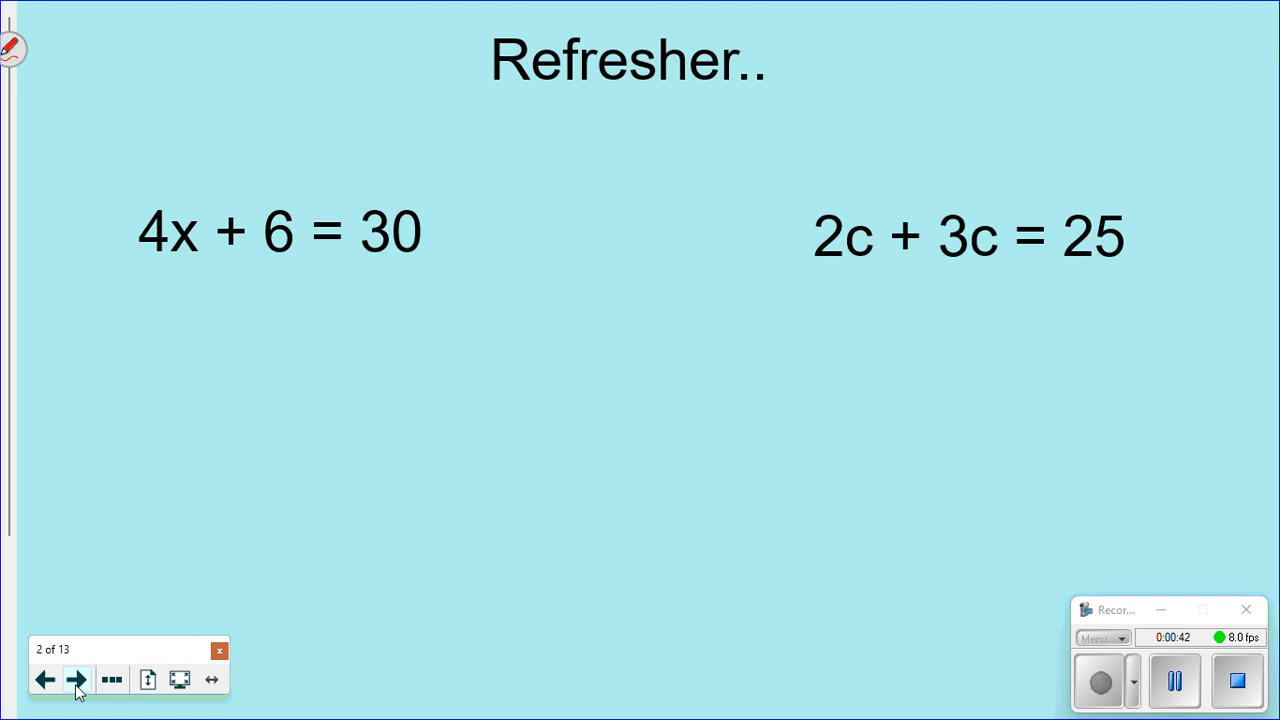 Refresher..
4x + 6 = 30
2c + 3c = 25
2 of 13
x
Recor...
Menu
0:00:42
8.0 fps